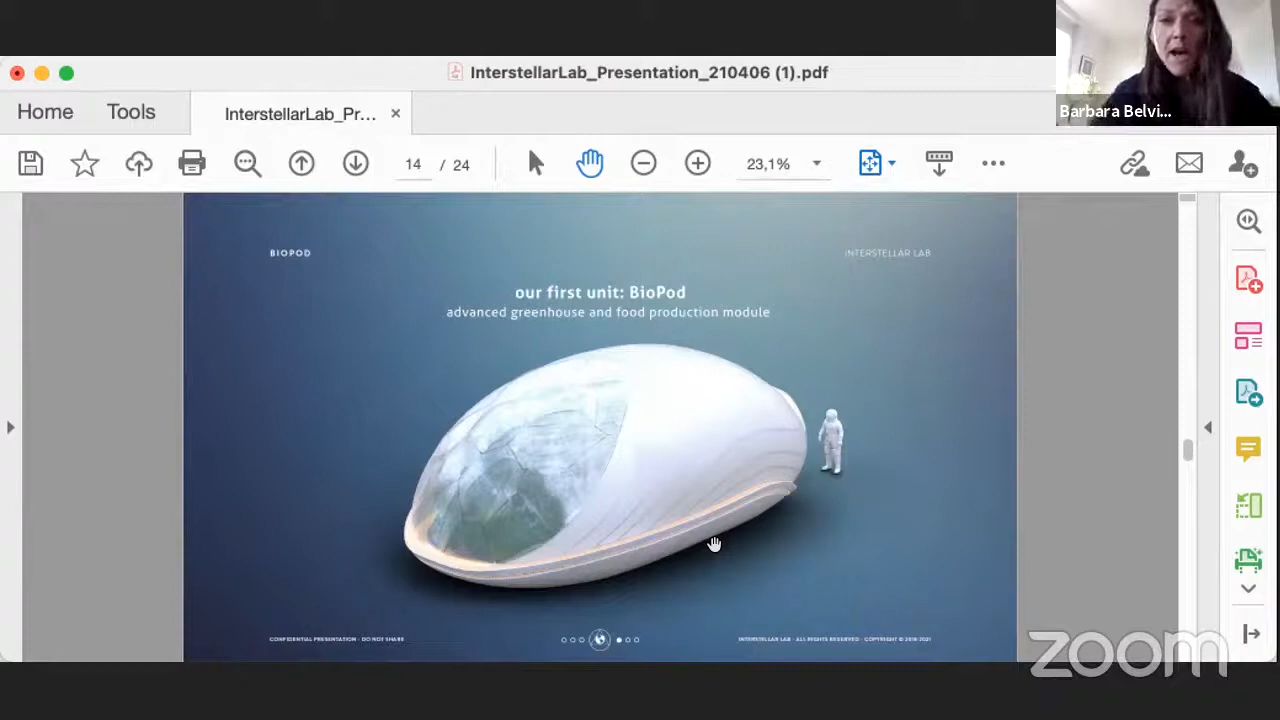 InterstellarLab_Presentation_210406 (1).pdf
Barbara Belvi...
Home
Tools
InterstellarLab_Pr... ×
14 / 24
23,1%
BIOPOD
INTERSTELLAR LAB
our first unit: BioPod
advanced greenhouse and food production module
CONFIDENTIAL PRESENTATION - DO NOT SHARE
INTERSTELLAR LAB - ALL RIGHTS RESERVED - COPYRIGHT © 2018-2021
zoom